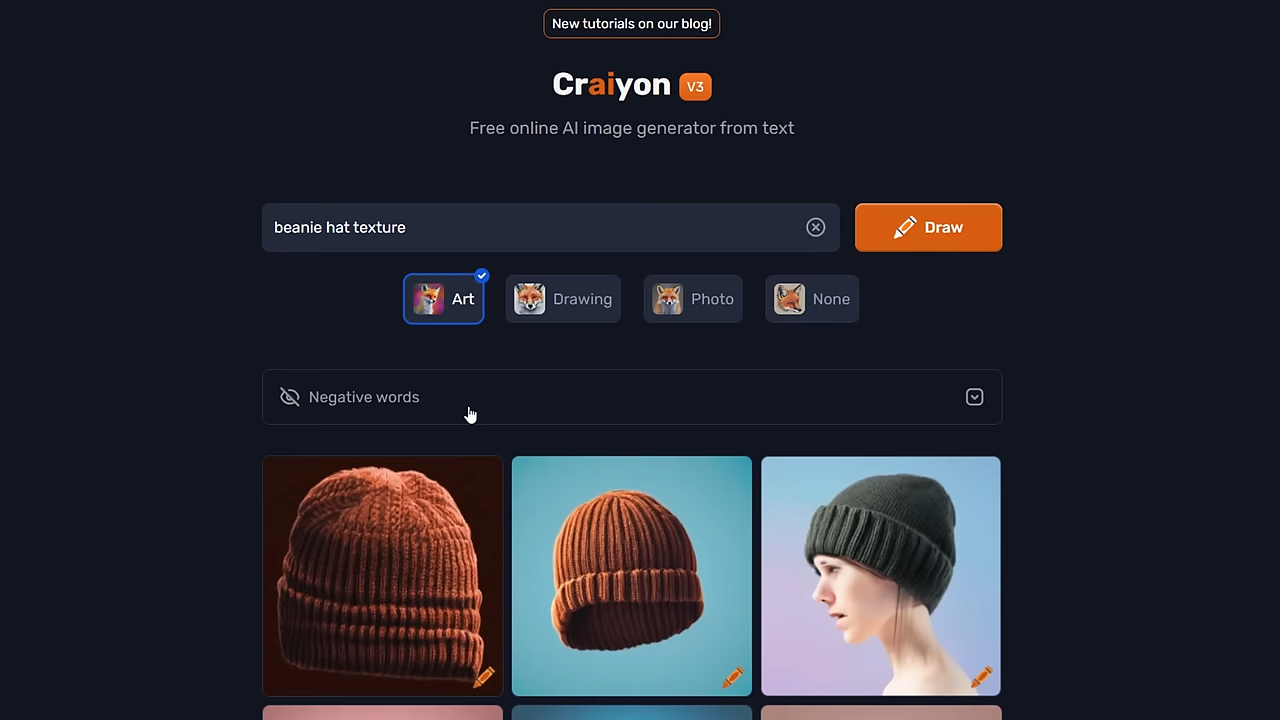 New tutorials on our blog!
Craiyon V3
Free online AI image generator from text
beanie hat texture
Draw
Art Drawing Photo None
Negative words